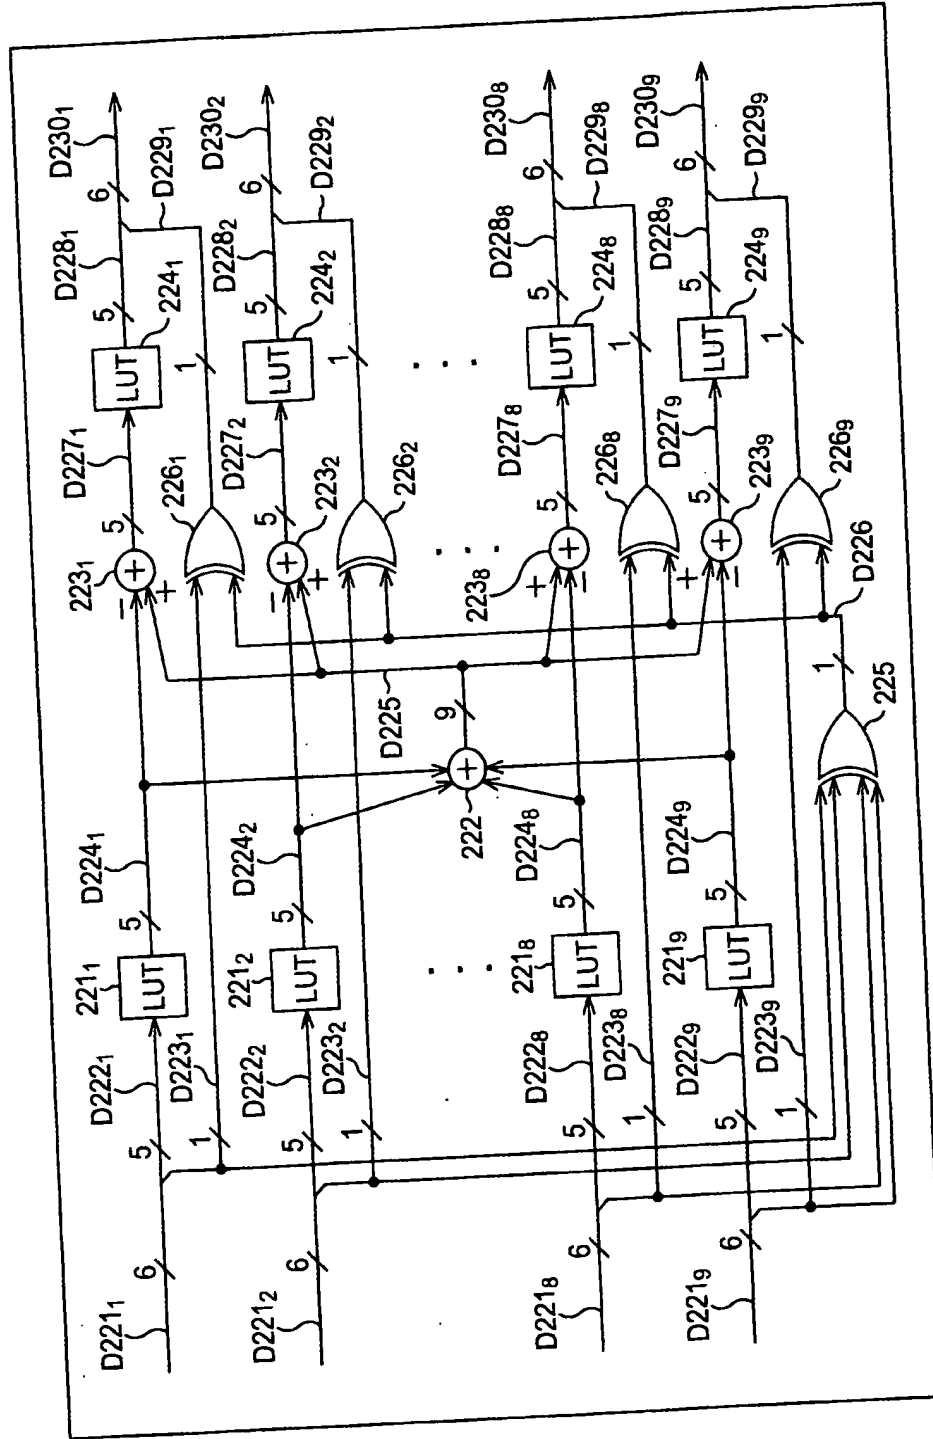 D221₁ 6 5 D222₁ 221₁ LUT 5 D224₁ 223₁ − + + 5 D227₁ LUT 224₁ 5 D228₁ 6 D230₁
1 D223₁ 226₁ 1 D229₁
D221₂ 6 5 D222₂ 221₂ LUT 5 D224₂ − + + 223₂ 5 D227₂ LUT 224₂ 5 D228₂ 6 D230₂
1 D223₂ 226₂ 1 D229₂
222 + 9 D225
. . . . . . . . .
D221₈ 6 5 D222₈ 221₈ LUT 5 D224₈ 223₈ + − + 5 D227₈ LUT 224₈ 5 D228₈ 6 D230₈
1 D223₈ 226₈ 1 D229₈
D221₉ 6 5 D222₉ 221₉ LUT 5 D224₉ + − + 223₉ 5 D227₉ LUT 224₉ 5 D228₉ 6 D230₉
1 D223₉ 226₉ 1 D229₉
225 1 D226